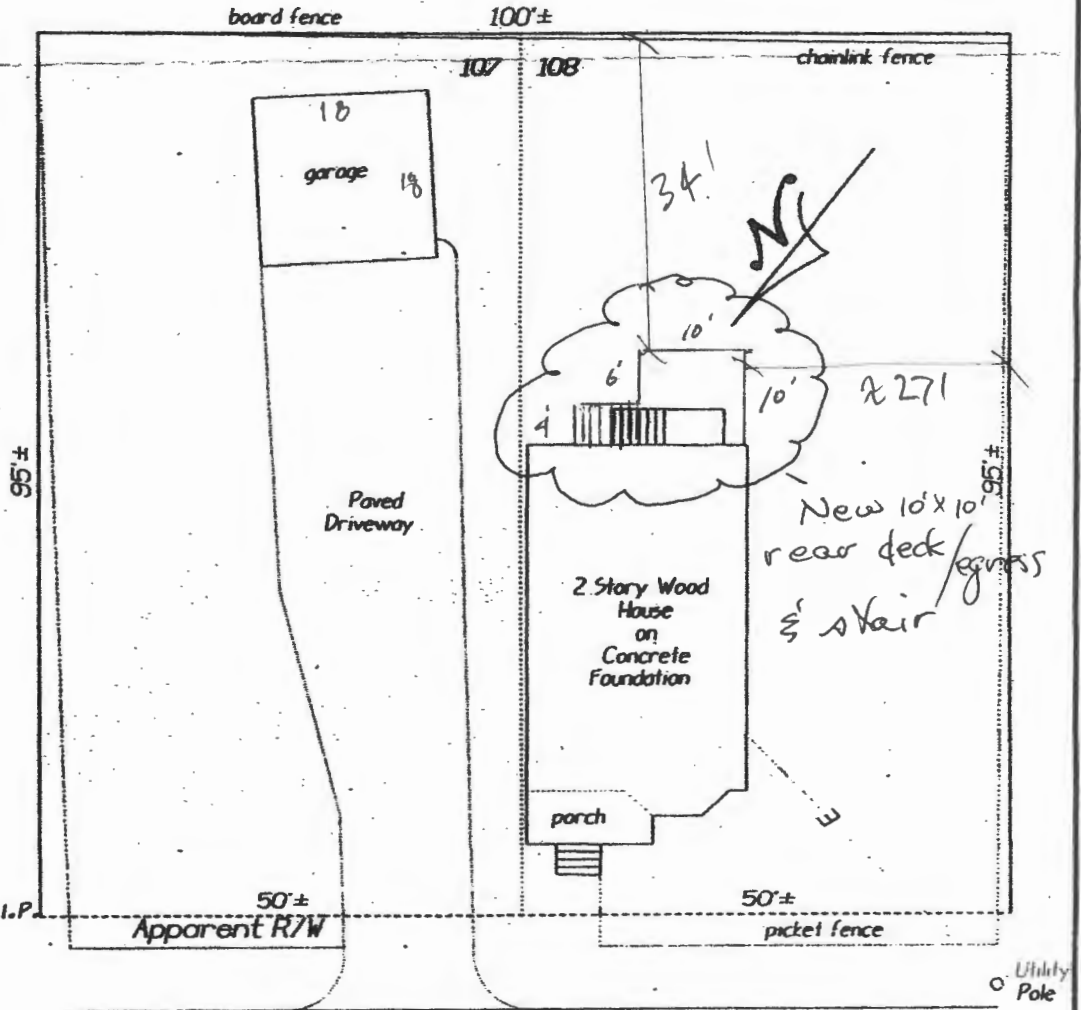 board fence
100'±
107 108
chainlink fence
18
garage
18
34'
N
10'
6'
10'
≈ 27'
4'
95'±
95'±
Paved
Driveway
New 10'x10'
rear deck/egress
& stair
2 Story Wood
House
on
Concrete
Foundation
E
porch
50'±
50'±
I.P.
Apparent R/W
picket fence
Utility
Pole